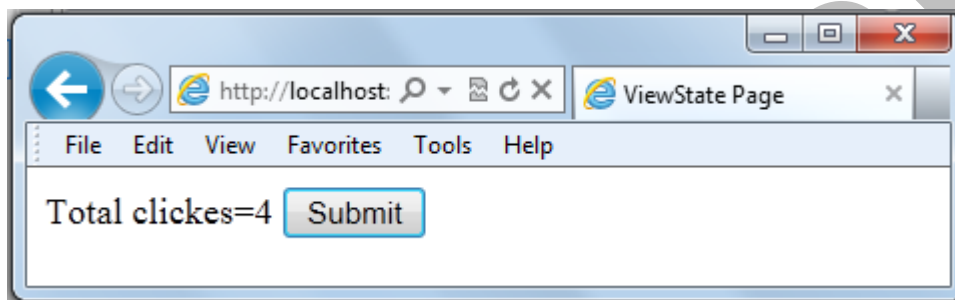 http://localhost:
ViewState Page
File Edit View Favorites Tools Help
Total clickes=4 Submit